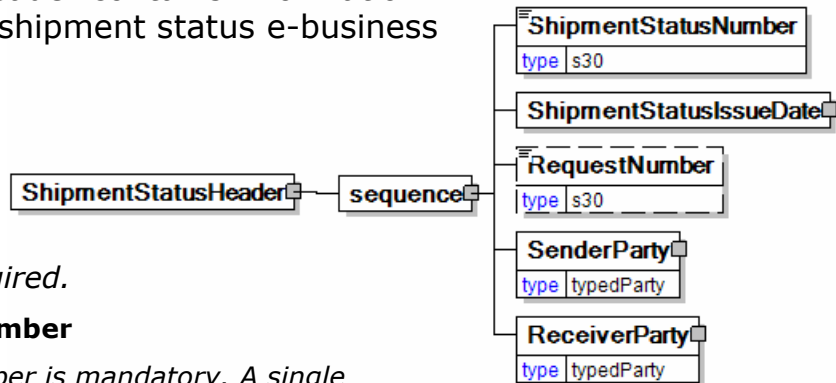 shipment status e-business
ShipmentStatusNumber
type s30
ShipmentStatusIssueDate
RequestNumber
type s30
ShipmentStatusHeader
sequence
SenderParty
type typedParty
ReceiverParty
type typedParty
ired.
mber
per is mandatory. A single